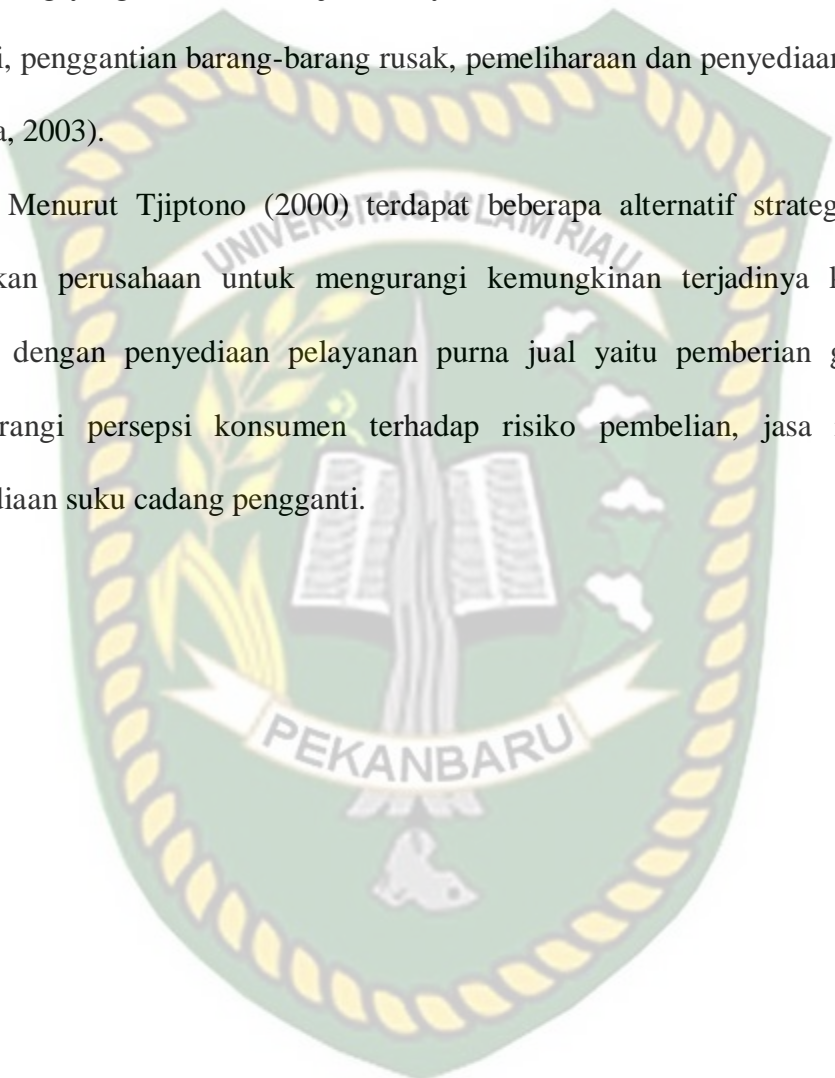 i, penggantian barang-barang rusak, pemeliharaan dan penyediaan
a, 2003).
Menurut Tjiptono (2000) terdapat beberapa alternatif strateg
kan perusahaan untuk mengurangi kemungkinan terjadinya
dengan penyediaan pelayanan purna jual yaitu pemberian g
rangi persepsi konsumen terhadap risiko pembelian, jasa
diaan suku cadang pengganti.
UNIVERSITAS ISLAM RIAU
PEKANBARU